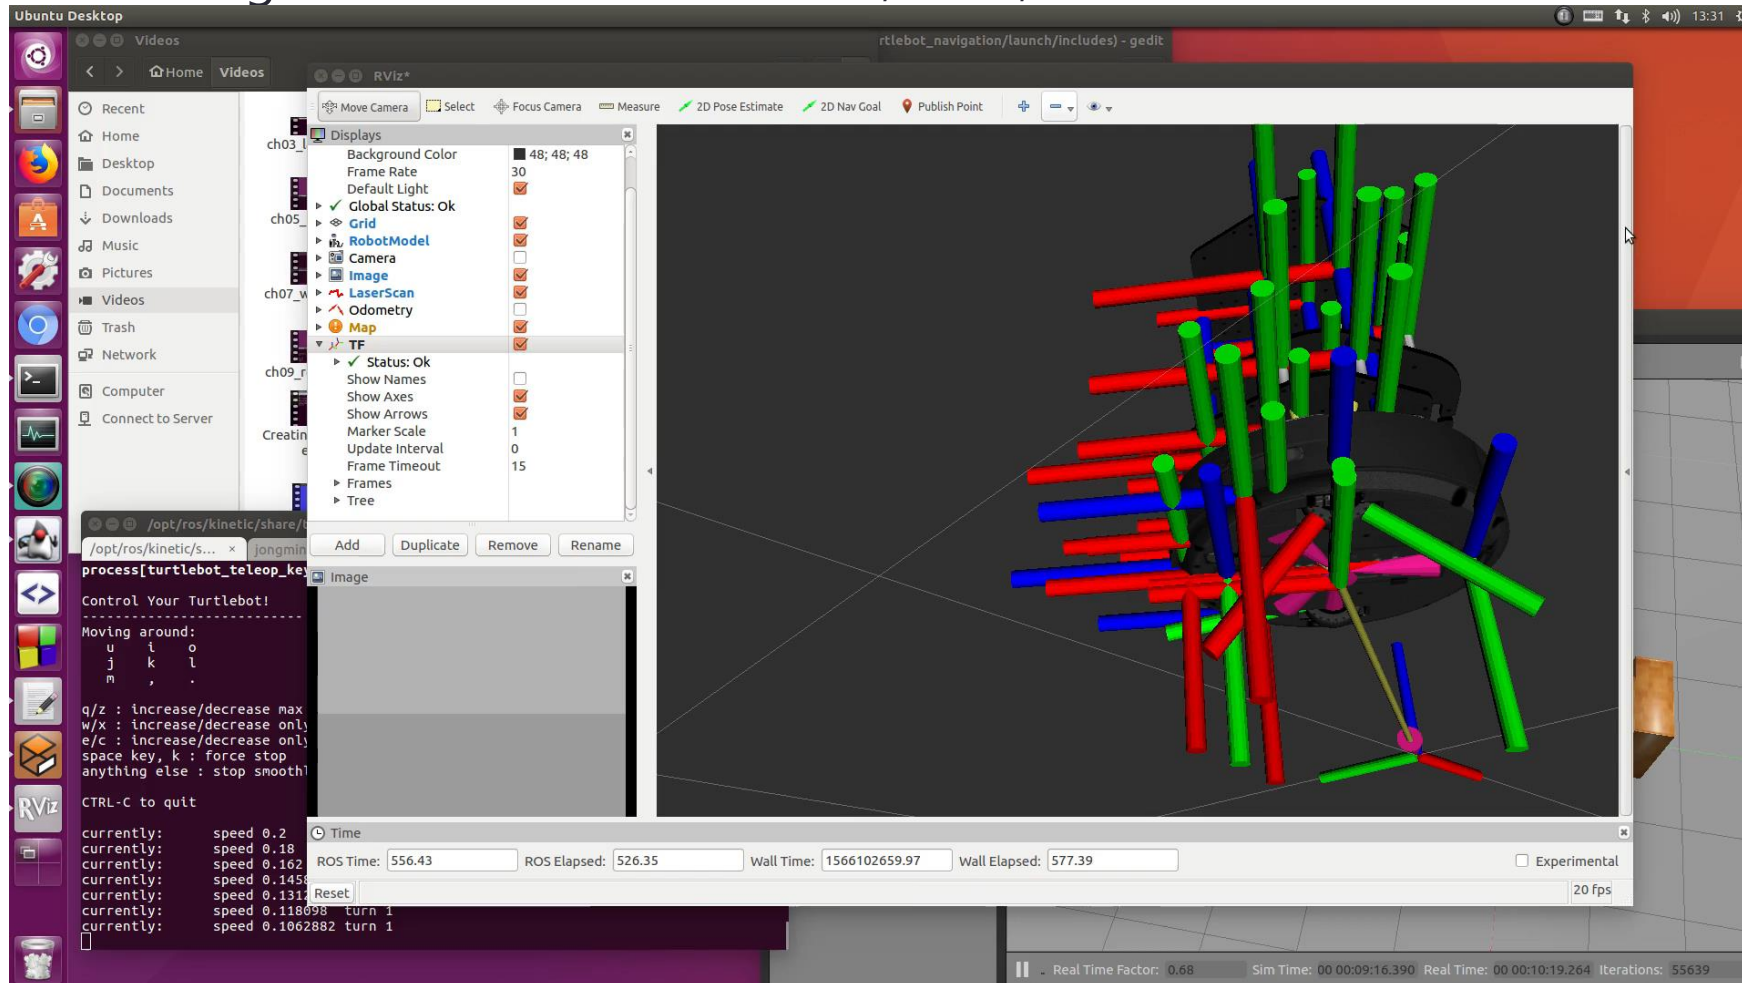 Ubuntu Desktop
13:31
Videos
rtlebot_navigation/launch/includes) - gedit
Home Videos
RViz*
Move Camera Select Focus Camera Measure 2D Pose Estimate 2D Nav Goal Publish Point
Recent
Home
Desktop
Documents
Downloads
Music
Pictures
Videos
Trash
Network
Computer
Connect to Server
ch03_l
ch05_
ch07_w
ch09_r
Creatin
e
Displays
Background Color 48; 48; 48
Frame Rate 30
Default Light
Global Status: Ok
Grid
RobotModel
Camera
Image
LaserScan
Odometry
Map
TF
Status: Ok
Show Names
Show Axes
Show Arrows
Marker Scale 1
Update Interval 0
Frame Timeout 15
Frames
Tree
Add Duplicate Remove Rename
Image
/opt/ros/kinetic/share/t
/opt/ros/kinetic/s... × jongmin
process[turtlebot_teleop_key
Control Your Turtlebot!
---------------------------
Moving around:
u i o
j k l
m , .
q/z : increase/decrease max
w/x : increase/decrease only
e/c : increase/decrease only
space key, k : force stop
anything else : stop smoothl
CTRL-C to quit
currently: speed 0.2
currently: speed 0.18
currently: speed 0.162
currently: speed 0.1458
currently: speed 0.1312
currently: speed 0.118098 turn 1
currently: speed 0.1062882 turn 1
RViz
Time
ROS Time: 556.43 ROS Elapsed: 526.35 Wall Time: 1566102659.97 Wall Elapsed: 577.39 Experimental
Reset 20 fps
Real Time Factor: 0.68 Sim Time: 00 00:09:16.390 Real Time: 00 00:10:19.264 Iterations: 55639